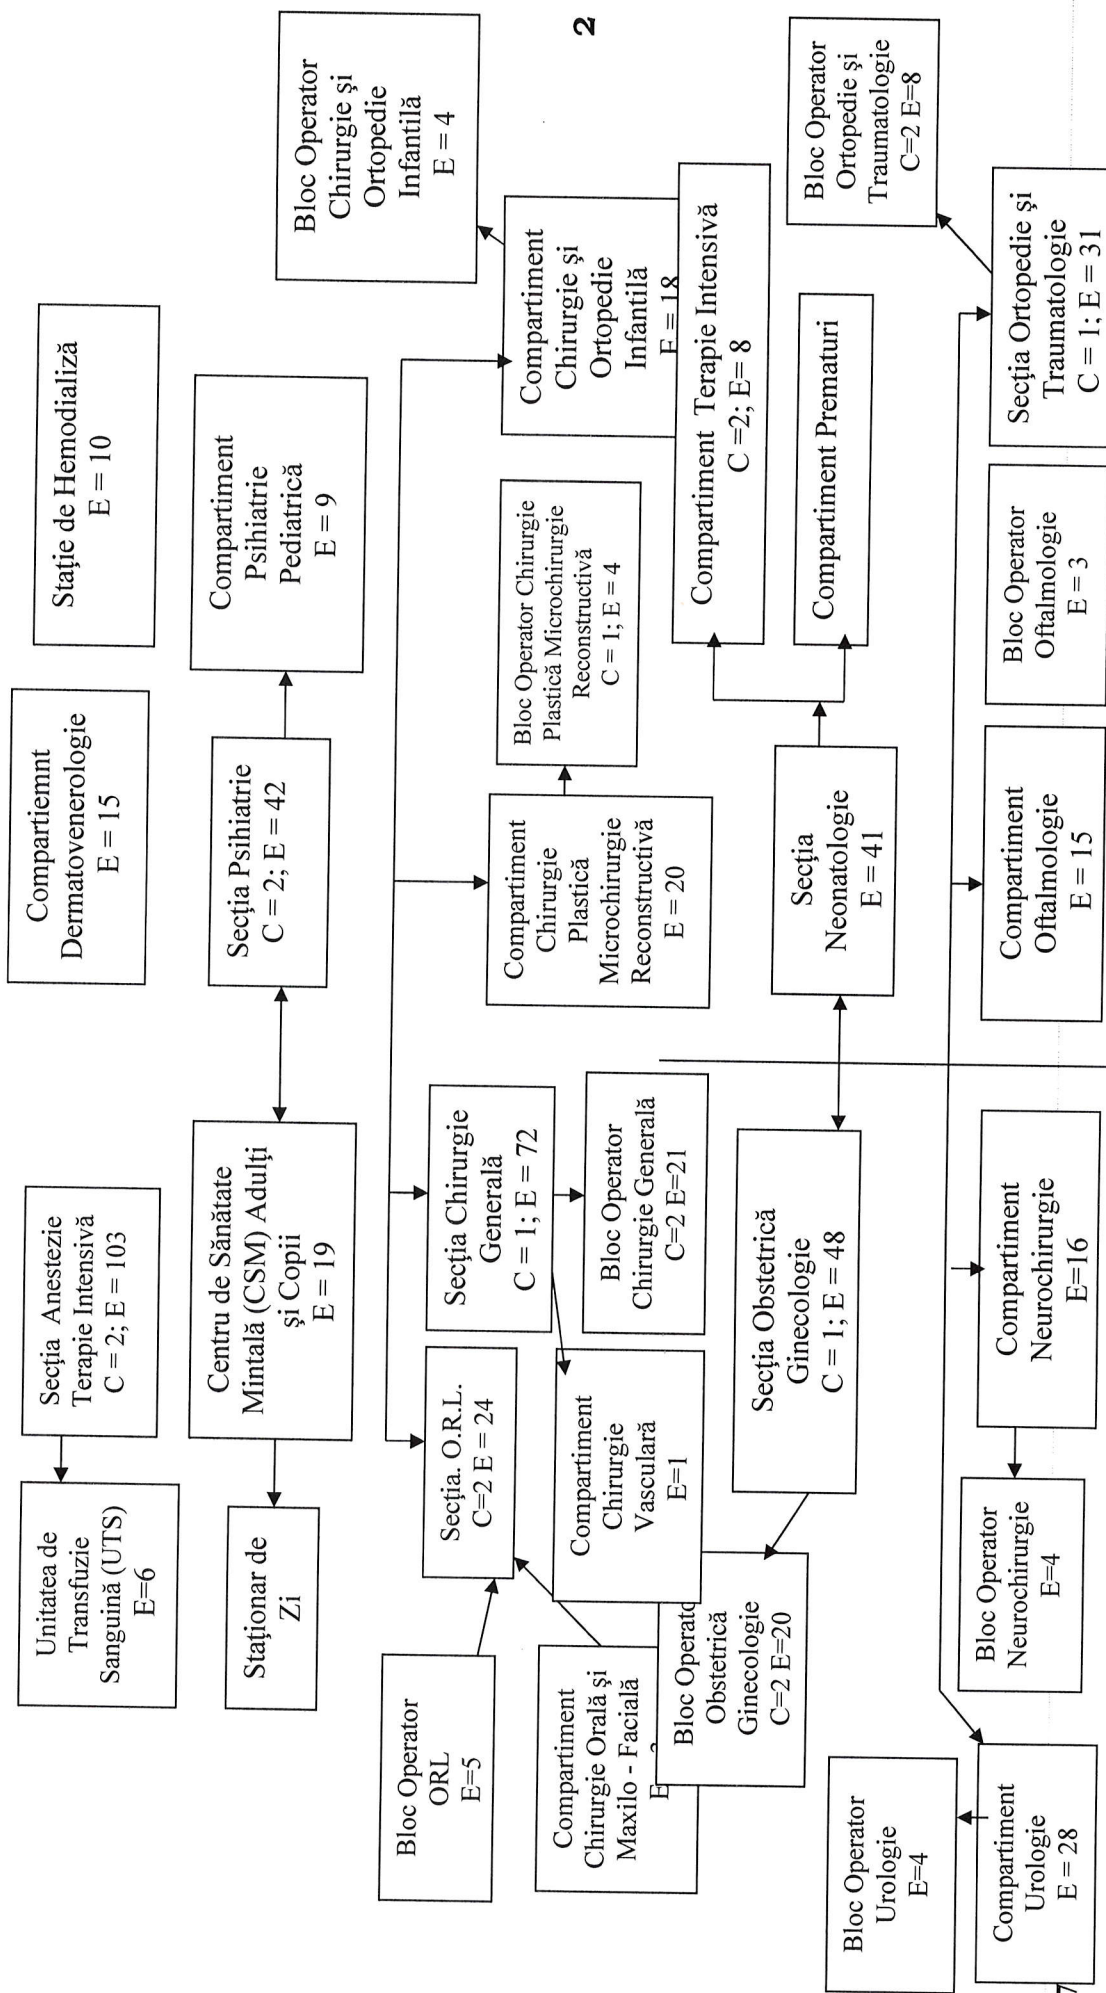 Unitatea de
Transfuzie
Sanguină (UTS)
E=6
Secția Anestezie
Terapie Intensivă
C = 2; E = 103
Compartiemnt
Dermatovenerologie
E = 15
Stație de Hemodializă
E = 10
Staționar de
Zi
Centru de Sănătate
Mintală (CSM) Adulți
și Copii
E = 19
Secția Psihiatrie
C = 2; E = 42
Compartiment
Psihiatrie
Pediatrică
E = 9
Bloc Operator
Chirurgie și
Ortopedie
Infantilă
E = 4
Bloc Operator
ORL
E=5
Secția. O.R.L.
C=2 E = 24
Secția Chirurgie
Generală
C = 1; E = 72
Compartiment
Chirurgie
Plastică
Microchirurgie
Reconstructivă
E = 20
Bloc Operator Chirurgie
Plastică Microchirurgie
Reconstructivă
C = 1; E = 4
Compartiment
Chirurgie și
Ortopedie
Infantilă
E = 18
2
Compartiment
Chirurgie Orală și
Maxilo - Facială
E
Compartiment
Chirurgie
Vasculară
E=1
Bloc Operator
Chirurgie Generală
C=2 E=21
Compartiment Terapie Intensivă
C =2; E= 8
Bloc Operato
Obstetrică
Ginecologie
C=2 E=20
Secția Obstetrică
Ginecologie
C = 1; E = 48
Secția
Neonatologie
E = 41
Compartiment Prematuri
Bloc Operator
Ortopedie și
Traumatologie
C=2 E=8
Bloc Operator
Urologie
E=4
Compartiment
Urologie
E = 28
Bloc Operator
Neurochirurgie
E=4
Compartiment
Neurochirurgie
E=16
Compartiment
Oftalmologie
E = 15
Bloc Operator
Oftalmologie
E = 3
Secția Ortopedie și
Traumatologie
C = 1; E = 31
7